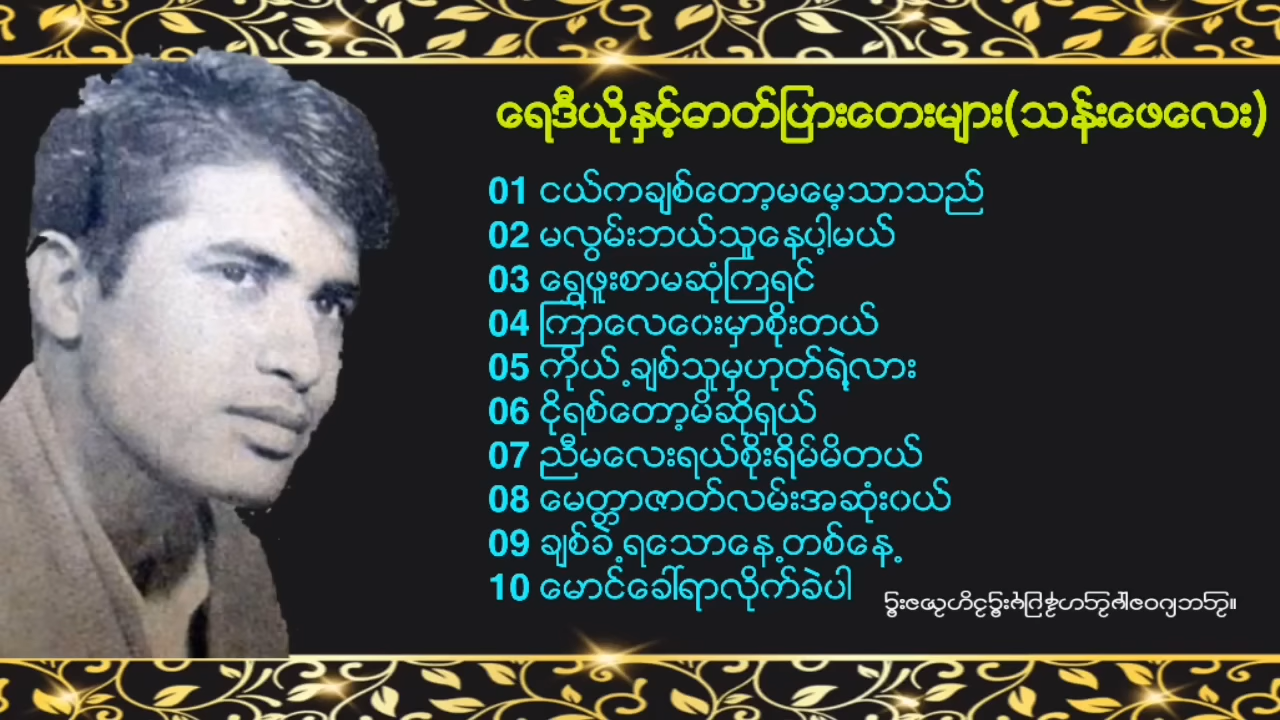 ရေဒီယိုနှင့်ဓာတ်ပြားတေးများ(သန်းဖေလေး)
01 ငယ်ကချစ်တော့မမေ့သာသည်
02 မလွမ်းဘယ်သူနေပါ့မယ်
03 ရွှေဖူးစာမဆုံကြရင်
04 ကြာလေဝေးမှာစိုးတယ်
05 ကိုယ့်ချစ်သူမှဟုတ်ရဲ့လား
06 ငိုရစ်တော့မိဆိုရှယ်
07 ညီမလေးရယ်စိုးရိမ်မိတယ်
08 မေတ္တာဇာတ်လမ်းအဆုံးဝယ်
09 ချစ်ခဲ့ရသောနေ့တစ်နေ့
10 မောင်ခေါ်ရာလိုက်ခဲပါ